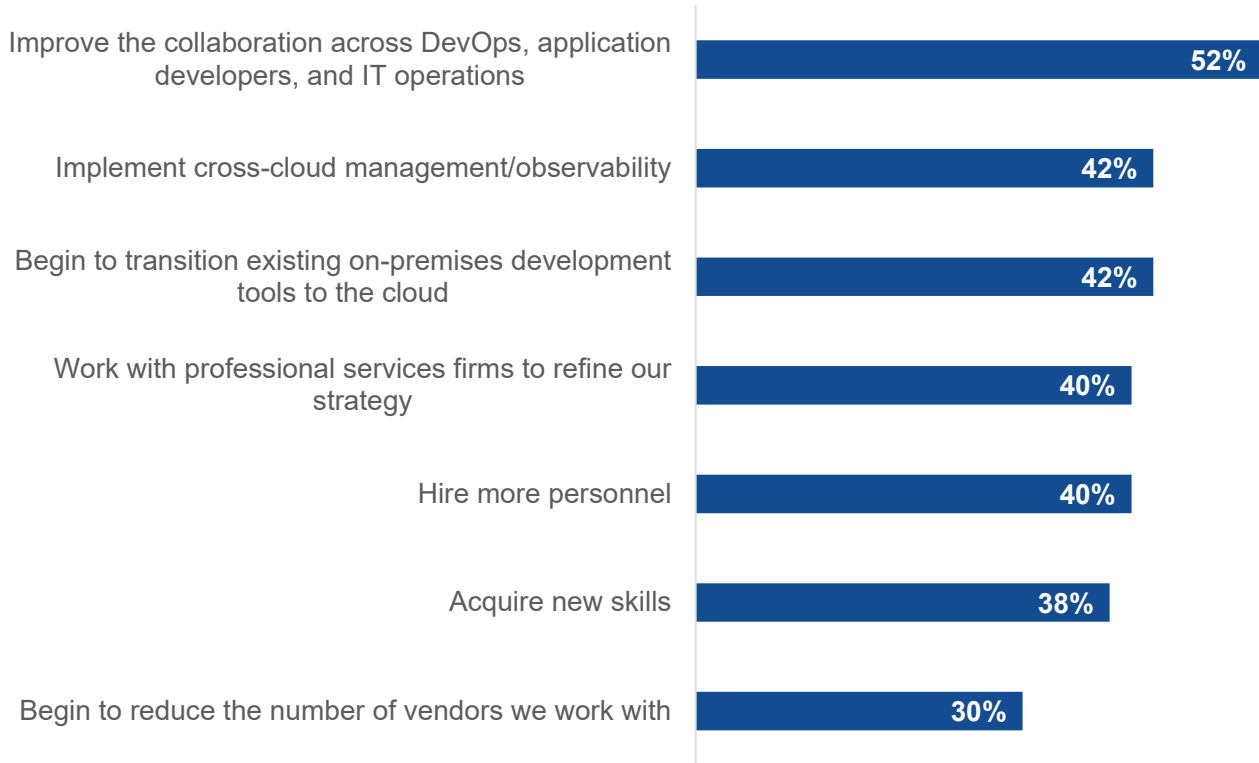 Improve the collaboration across DevOps, application
developers, and IT operations
52%
Implement cross-cloud management/observability
42%
Begin to transition existing on-premises development
tools to the cloud
42%
Work with professional services firms to refine our
strategy
40%
Hire more personnel
40%
Acquire new skills
38%
Begin to reduce the number of vendors we work with
30%